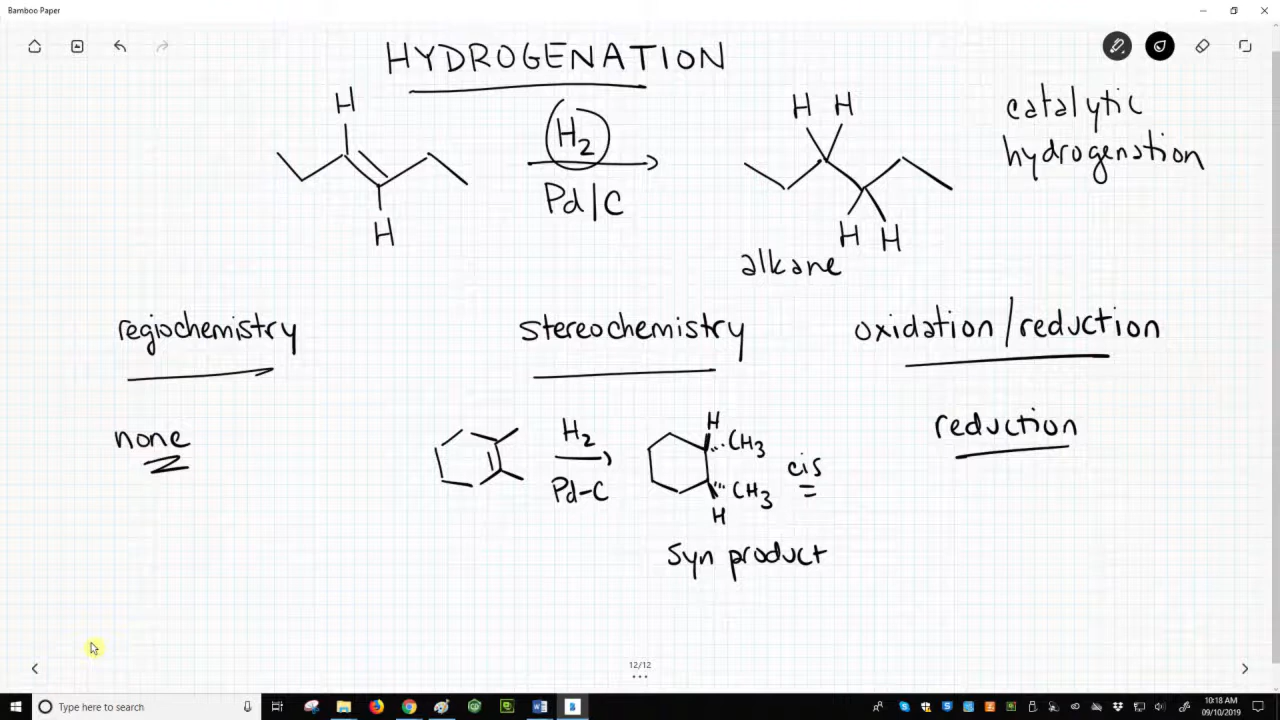 Bamboo Paper
HYDROGENATION
H
H2
Pd/C
H
H H
H H
alkane
catalytic
hydrogenation
regiochemistry
stereochemistry
oxidation/reduction
none
H2
Pd-C
H
CH3
CH3
H
cis
syn product
reduction
12/12
Type here to search
10:18 AM
09/10/2019